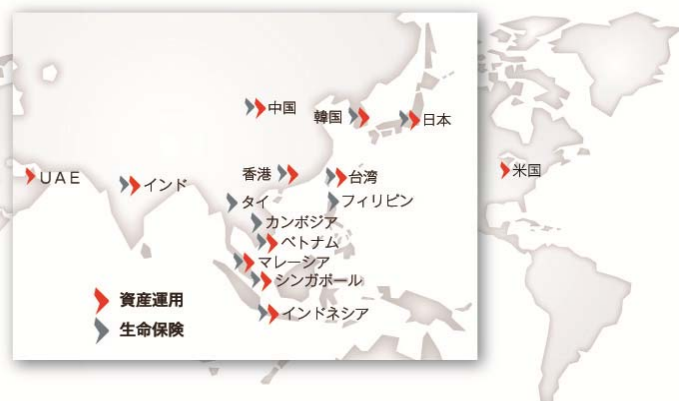 中国
韓国
日本
UAE
インド
香港
台湾
米国
タイ
フィリピン
カンボジア
ベトナム
マレーシア
シンガポール
インドネシア
資産運用
生命保険